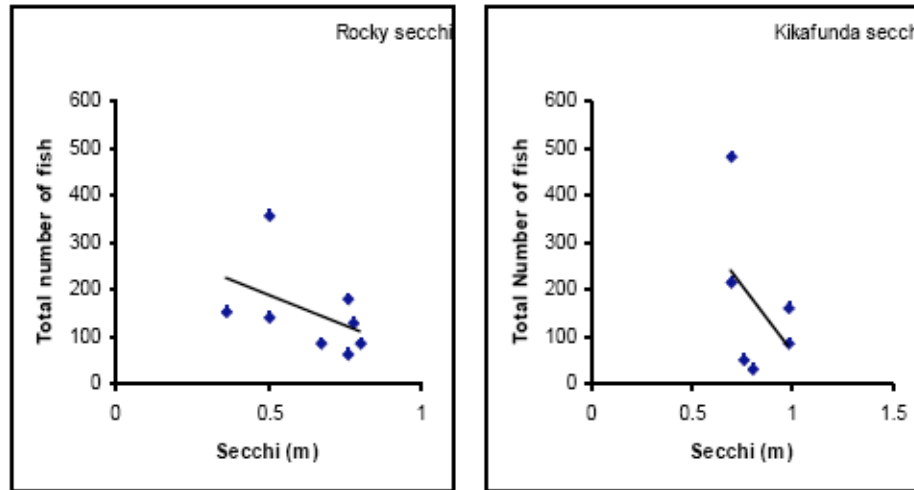 Rocky secchi
600
500
400
300
200
100
0
Total number of fish
0 0.5 1
Secchi (m)
Kikafunda secch
600
500
400
300
200
100
0
Total Number of fish
0 0.5 1 1.5
Secchi (m)